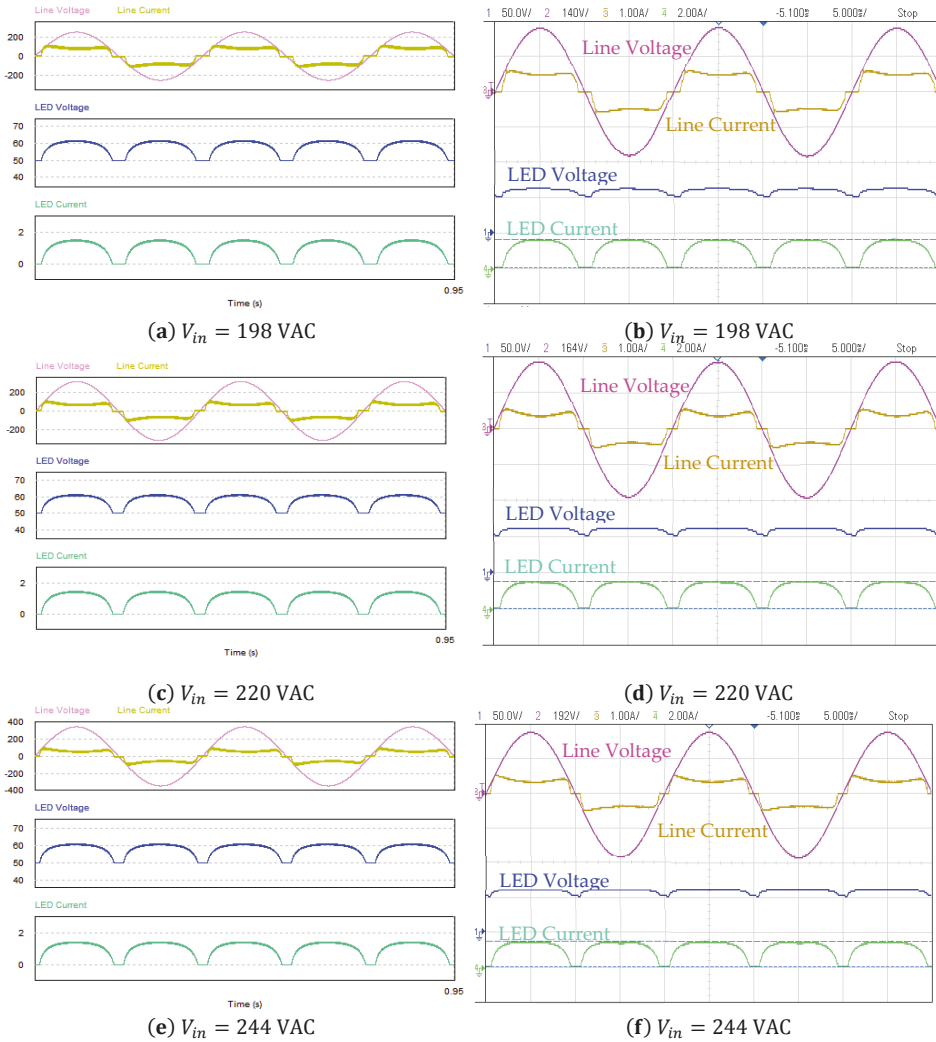 Line Voltage Line Current
200
0
-200
LED Voltage
70
60
50
40
LED Current
2
0
0.95
Time (s)
(a) V_in = 198 VAC
1 50.0V/ 2 140V/ 3 1.00A/ 4 2.00A/ -5.100s 5.000s/ Stop
Line Voltage
Line Current
LED Voltage
LED Current
(b) V_in = 198 VAC
Line Voltage Line Current
200
0
-200
LED Voltage
70
60
50
40
LED Current
2
0
0.95
Time (s)
(c) V_in = 220 VAC
1 50.0V/ 2 164V/ 3 1.00A/ 4 2.00A/ -5.100s 5.000s/ Stop
Line Voltage
Line Current
LED Voltage
LED Current
(d) V_in = 220 VAC
Line Voltage Line Current
400
200
0
-200
-400
LED Voltage
70
60
50
40
LED Current
2
0
0.95
Time (s)
(e) V_in = 244 VAC
1 50.0V/ 2 192V/ 3 1.00A/ 4 2.00A/ -5.100s 5.000s/ Stop
Line Voltage
Line Current
LED Voltage
LED Current
(f) V_in = 244 VAC